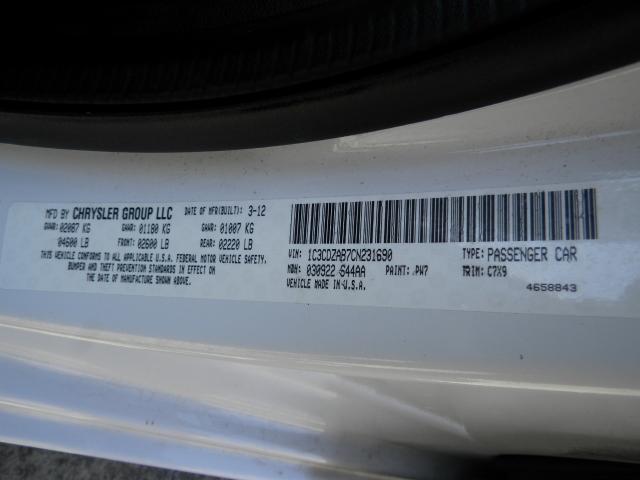 MFD BY CHRYSLER GROUP LLC DATE OF MFR(BUILT): 3-12
GVWR: 02087 KG GAWR: 01180 KG GAWR: 01007 KG
04600 LB FRONT: 02600 LB REAR: 02220 LB
THIS VEHICLE CONFORMS TO ALL APPLICABLE U.S.A. FEDERAL MOTOR VEHICLE SAFETY,
BUMPER AND THEFT PREVENTION STANDARDS IN EFFECT ON
THE DATE OF MANUFACTURE SHOWN ABOVE.
VIN: 1C3CDZAB7CN231690 TYPE: PASSENGER CAR
MDH: 030922 S44AA PAINT: PW7 TRIM: C7X9
VEHICLE MADE IN U.S.A. 4658843